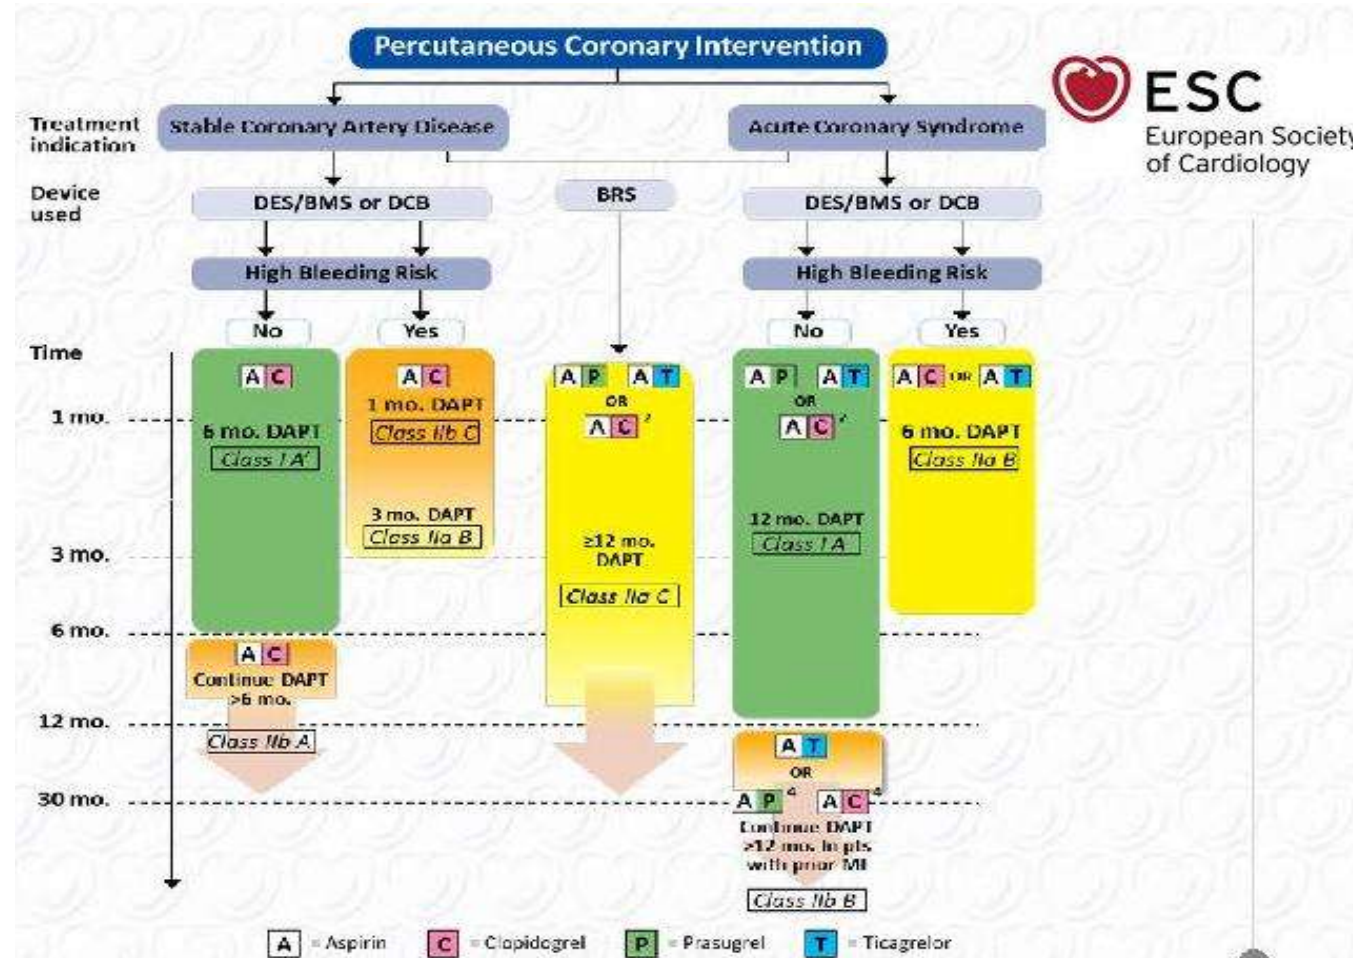 Percutaneous Coronary Intervention
ESC
European Society
of Cardiology
Treatment
indication
Stable Coronary Artery Disease
Acute Coronary Syndrome
Device
used
DES/BMS or DCB
BRS
DES/BMS or DCB
High Bleeding Risk
High Bleeding Risk
No
Yes
No
Yes
Time
1 mo.
3 mo.
6 mo.
12 mo.
30 mo.
A C
6 mo. DAPT
Class I A
A C
Continue DAPT
>6 mo.
Class IIb A
A C
1 mo. DAPT
Class IIb C
3 mo. DAPT
Class IIa B
A P A T
OR
A C 2
≥12 mo.
DAPT
Class IIa C
A P A T
OR
A C
12 mo. DAPT
Class I A
A T
OR
A P 4 A C 4
Continue DAPT
>12 mo. in pts
with prior MI
Class IIb B
A C OR A T
6 mo. DAPT
Class IIa B
A = Aspirin C = Clopidogrel P = Prasugrel T = Ticagrelor